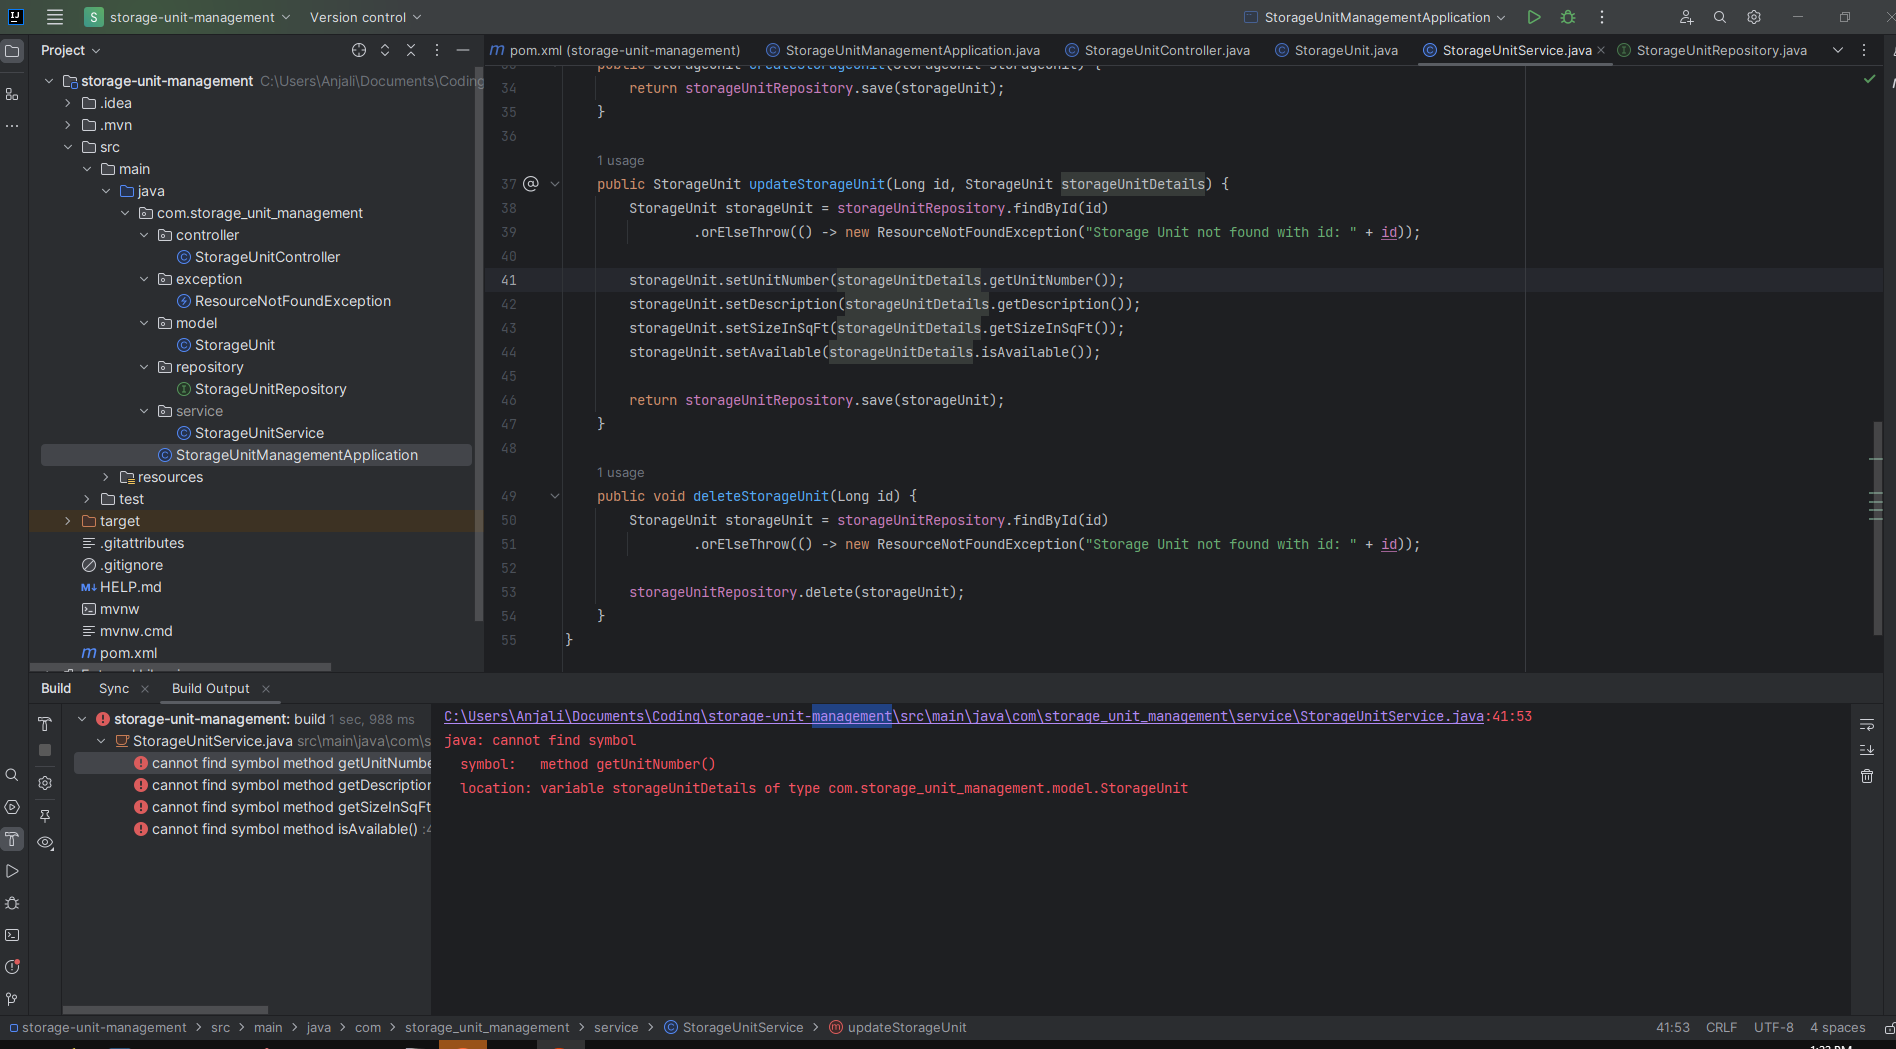 storage-unit-management
Version control
StorageUnitManagementApplication
Project
pom.xml (storage-unit-management)
StorageUnitManagementApplication.java
StorageUnitController.java
StorageUnit.java
StorageUnitService.java
StorageUnitRepository.java
storage-unit-management C:\Users\Anjali\Documents\Coding
.idea
.mvn
src
main
java
com.storage_unit_management
controller
StorageUnitController
exception
ResourceNotFoundException
model
StorageUnit
repository
StorageUnitRepository
service
StorageUnitService
StorageUnitManagementApplication
resources
test
target
.gitattributes
.gitignore
HELP.md
mvnw
mvnw.cmd
pom.xml
34 return storageUnitRepository.save(storageUnit);
35 }
36
1 usage
37 public StorageUnit updateStorageUnit(Long id, StorageUnit storageUnitDetails) {
38 StorageUnit storageUnit = storageUnitRepository.findById(id)
39 .orElseThrow(() -> new ResourceNotFoundException("Storage Unit not found with id: " + id));
40
41 storageUnit.setUnitNumber(storageUnitDetails.getUnitNumber());
42 storageUnit.setDescription(storageUnitDetails.getDescription());
43 storageUnit.setSizeInSqFt(storageUnitDetails.getSizeInSqFt());
44 storageUnit.setAvailable(storageUnitDetails.isAvailable());
45
46 return storageUnitRepository.save(storageUnit);
47 }
48
1 usage
49 public void deleteStorageUnit(Long id) {
50 StorageUnit storageUnit = storageUnitRepository.findById(id)
51 .orElseThrow(() -> new ResourceNotFoundException("Storage Unit not found with id: " + id));
52
53 storageUnitRepository.delete(storageUnit);
54 }
55 }
Build
Sync
Build Output
storage-unit-management: build 1 sec, 988 ms
StorageUnitService.java src\main\java\com\s
cannot find symbol method getUnitNumbe
cannot find symbol method getDescription
cannot find symbol method getSizeInSqFt
cannot find symbol method isAvailable() :4
C:\Users\Anjali\Documents\Coding\storage-unit-management\src\main\java\com\storage_unit_management\service\StorageUnitService.java:41:53
java: cannot find symbol
symbol: method getUnitNumber()
location: variable storageUnitDetails of type com.storage_unit_management.model.StorageUnit
storage-unit-management > src > main > java > com > storage_unit_management > service > StorageUnitService > updateStorageUnit
41:53 CRLF UTF-8 4 spaces